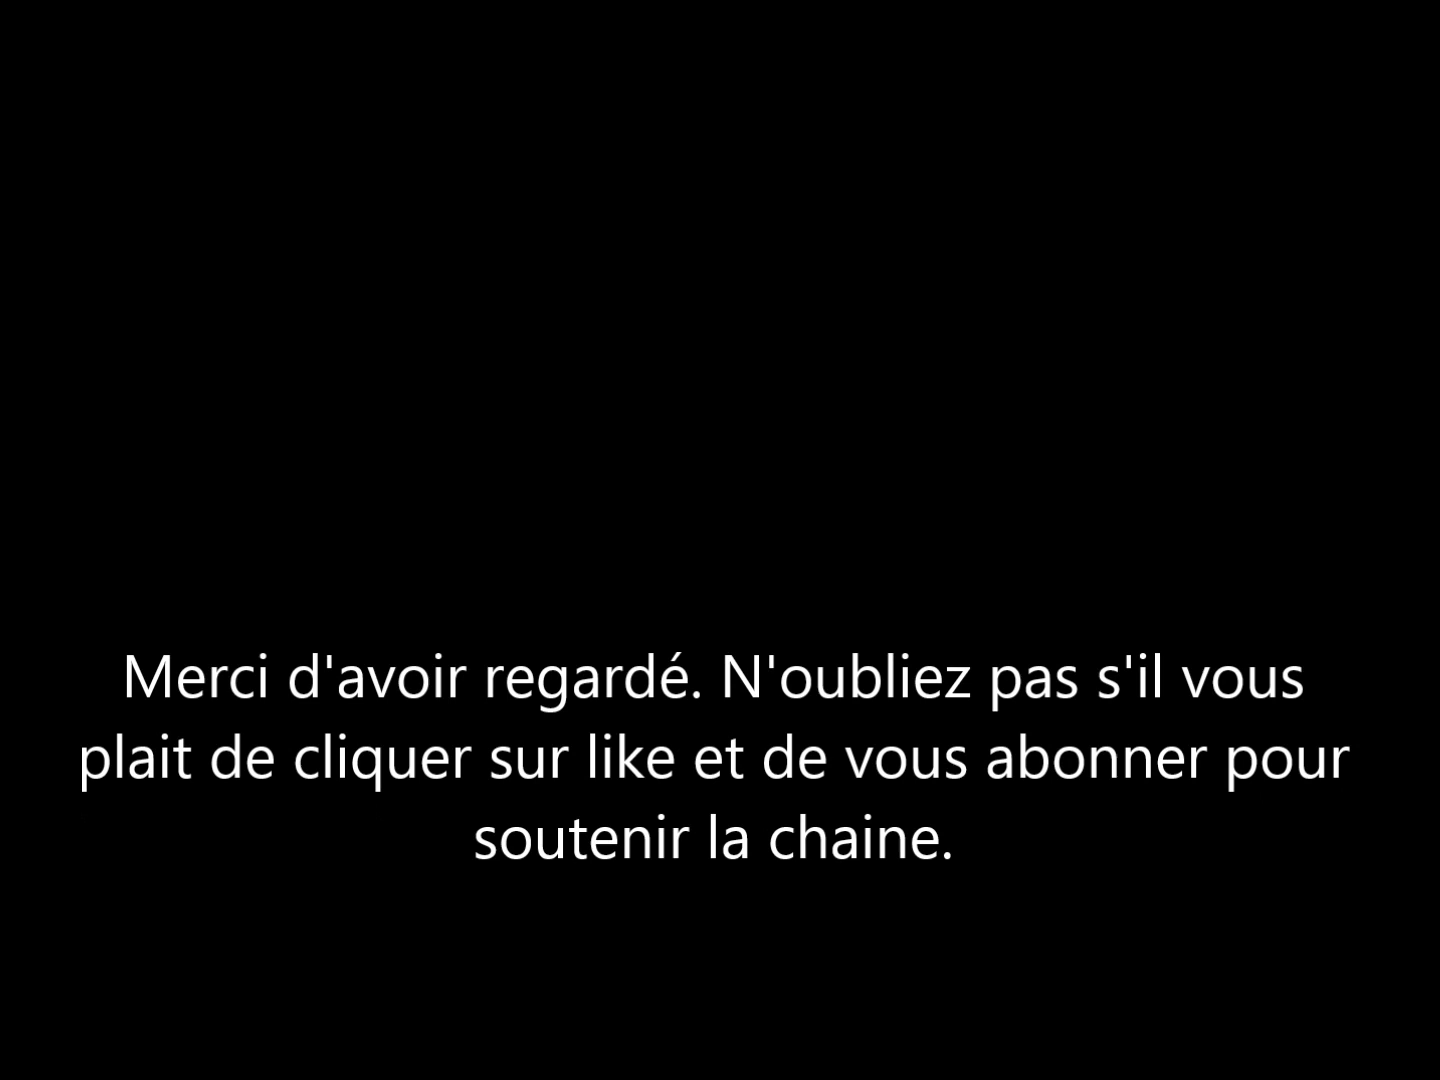 Merci d'avoir regardé. N'oubliez pas s'il vous
plait de cliquer sur like et de vous abonner pour
soutenir la chaine.